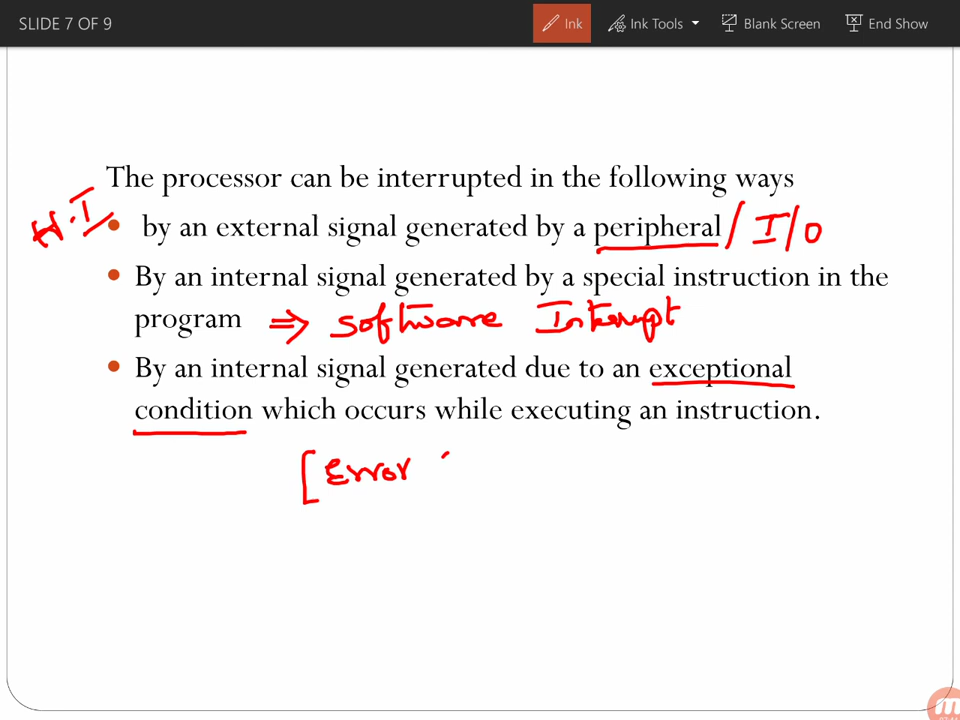 SLIDE 7 OF 9 Ink Ink Tools Blank Screen End Show
The processor can be interrupted in the following ways
H.I • by an external signal generated by a peripheral / I/O
• By an internal signal generated by a special instruction in the
program ⇒ Software Interrupt
• By an internal signal generated due to an exceptional
condition which occurs while executing an instruction.
[Error